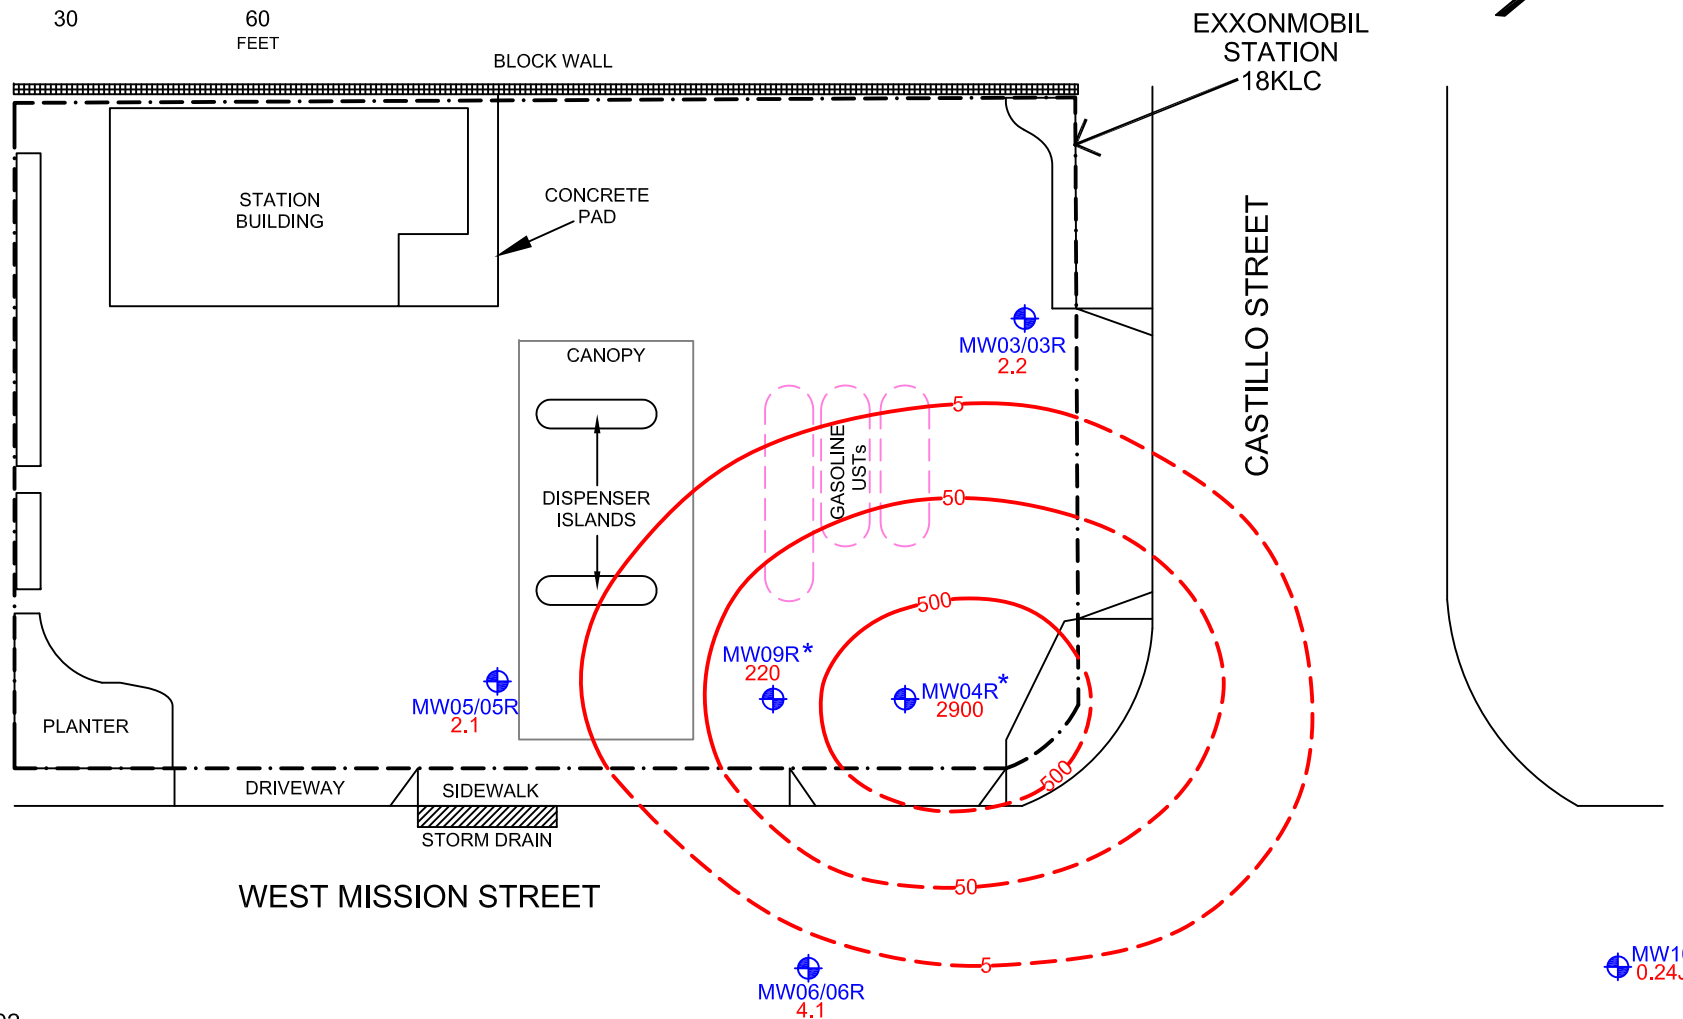 30
60
FEET
BLOCK WALL
EXXONMOBIL
STATION
18KLC
STATION
BUILDING
CONCRETE
PAD
CASTILLO STREET
MW03/03R
2.2
CANOPY
5
GASOLINE
USTs
50
DISPENSER
ISLANDS
500
MW09R*
220
MW04R*
2900
MW05/05R
2.1
PLANTER
500
DRIVEWAY
SIDEWALK
STORM DRAIN
WEST MISSION STREET
50
5
MW06/06R
4.1
0.24J